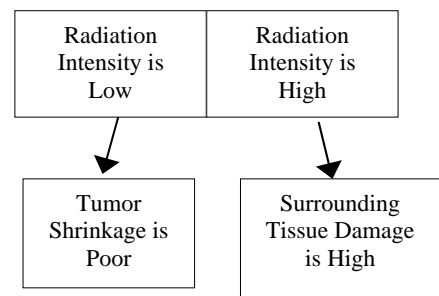 Radiation
Intensity is
Low
Radiation
Intensity is
High
Tumor
Shrinkage is
Poor
Surrounding
Tissue Damage
is High